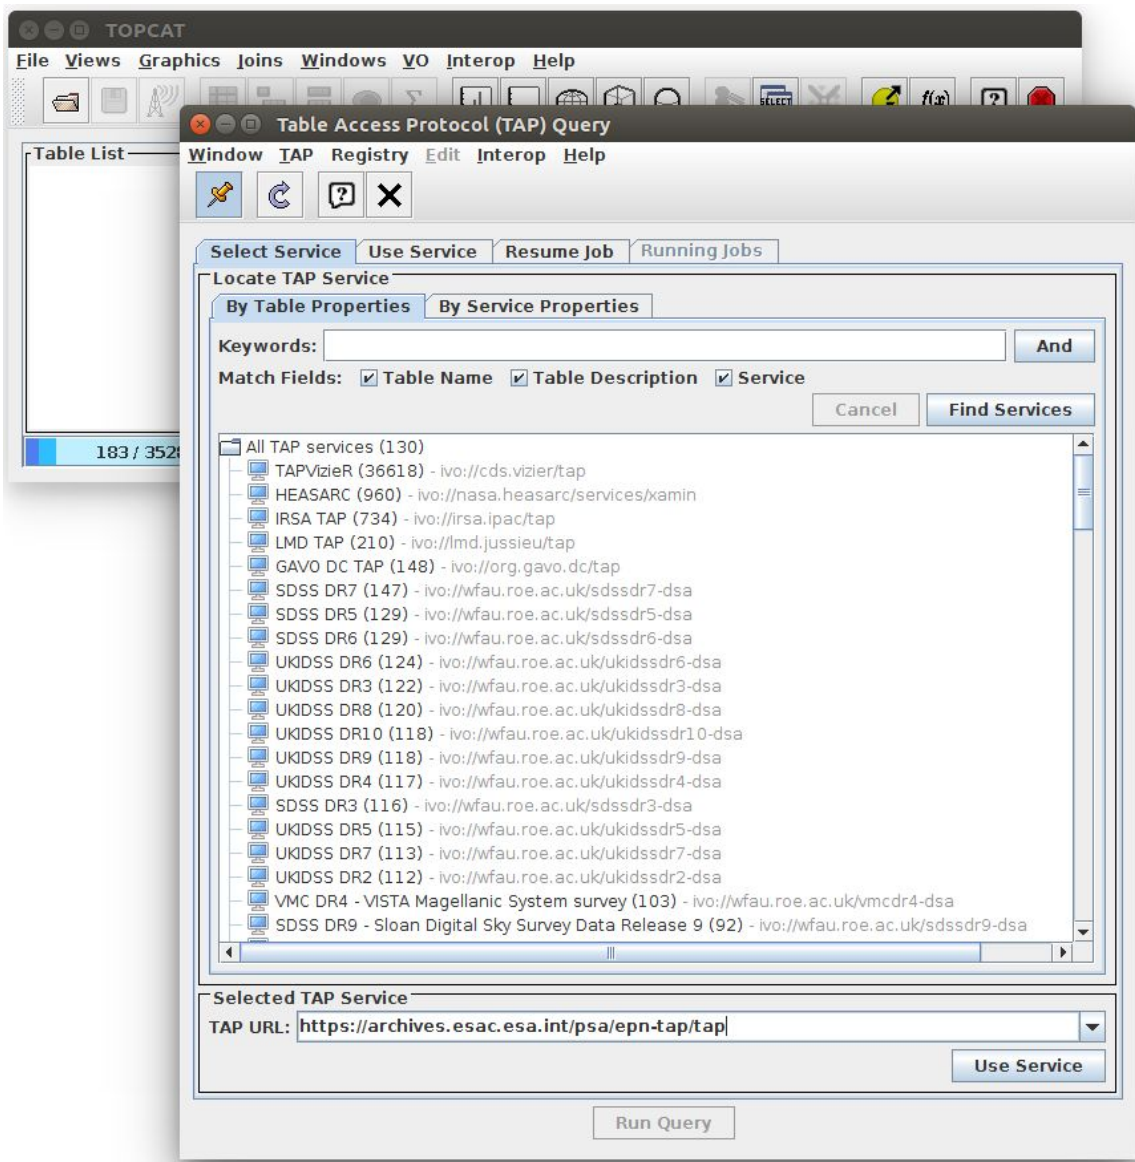 TOPCAT
File Views Graphics Joins Windows VO Interop Help
SELECT f(x) ?
Table Access Protocol (TAP) Query
Table List
Window TAP Registry Edit Interop Help
?
Select Service Use Service Resume Job Running Jobs
Locate TAP Service
By Table Properties By Service Properties
Keywords: And
Match Fields: Table Name Table Description Service
Cancel Find Services
All TAP services (130)
183 / 3528
TAPVizieR (36618) - ivo://cds.vizier/tap
HEASARC (960) - ivo://nasa.heasarc/services/xamin
IRSA TAP (734) - ivo://irsa.ipac/tap
LMD TAP (210) - ivo://lmd.jussieu/tap
GAVO DC TAP (148) - ivo://org.gavo.dc/tap
SDSS DR7 (147) - ivo://wfau.roe.ac.uk/sdssdr7-dsa
SDSS DR5 (129) - ivo://wfau.roe.ac.uk/sdssdr5-dsa
SDSS DR6 (129) - ivo://wfau.roe.ac.uk/sdssdr6-dsa
UKIDSS DR6 (124) - ivo://wfau.roe.ac.uk/ukidssdr6-dsa
UKIDSS DR3 (122) - ivo://wfau.roe.ac.uk/ukidssdr3-dsa
UKIDSS DR8 (120) - ivo://wfau.roe.ac.uk/ukidssdr8-dsa
UKIDSS DR10 (118) - ivo://wfau.roe.ac.uk/ukidssdr10-dsa
UKIDSS DR9 (118) - ivo://wfau.roe.ac.uk/ukidssdr9-dsa
UKIDSS DR4 (117) - ivo://wfau.roe.ac.uk/ukidssdr4-dsa
SDSS DR3 (116) - ivo://wfau.roe.ac.uk/sdssdr3-dsa
UKIDSS DR5 (115) - ivo://wfau.roe.ac.uk/ukidssdr5-dsa
UKIDSS DR7 (113) - ivo://wfau.roe.ac.uk/ukidssdr7-dsa
UKIDSS DR2 (112) - ivo://wfau.roe.ac.uk/ukidssdr2-dsa
VMC DR4 - VISTA Magellanic System survey (103) - ivo://wfau.roe.ac.uk/vmcdr4-dsa
SDSS DR9 - Sloan Digital Sky Survey Data Release 9 (92) - ivo://wfau.roe.ac.uk/sdssdr9-dsa
Selected TAP Service
TAP URL: https://archives.esac.esa.int/psa/epn-tap/tap
Use Service
Run Query